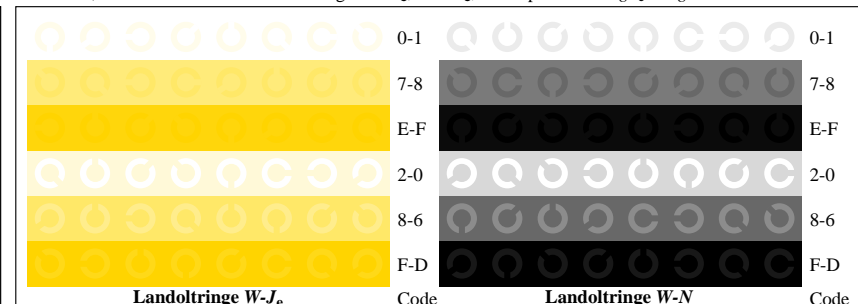 0-1 0-1
7-8 7-8
E-F E-F
2-0 2-0
8-6 8-6
F-D F-D
Landoltringe W-Je Code Landoltringe W-N Code